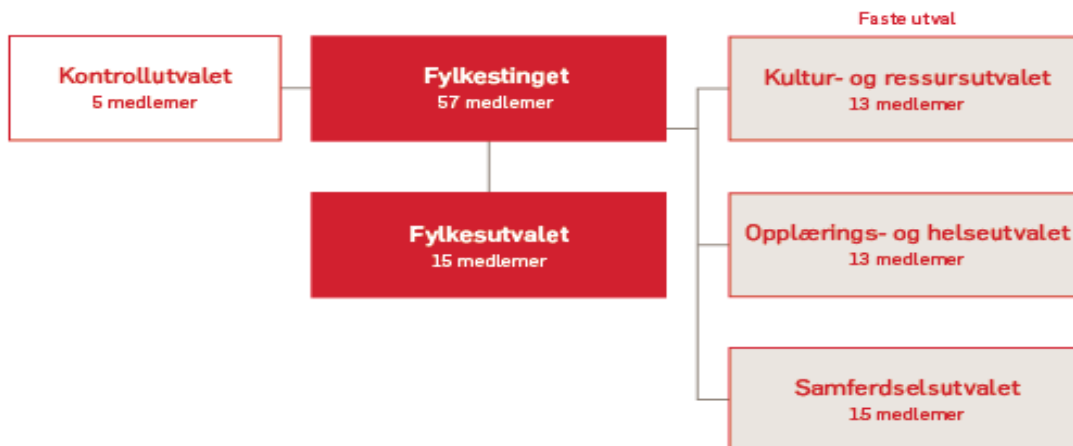 Faste utval
Kontrollutvalet
5 medlemer
Fylkestinget
57 medlemer
Kultur- og ressursutvalet
13 medlemer
Fylkesutvalet
15 medlemer
Opplærings- og helseutvalet
13 medlemer
Samferdselsutvalet
15 medlemer